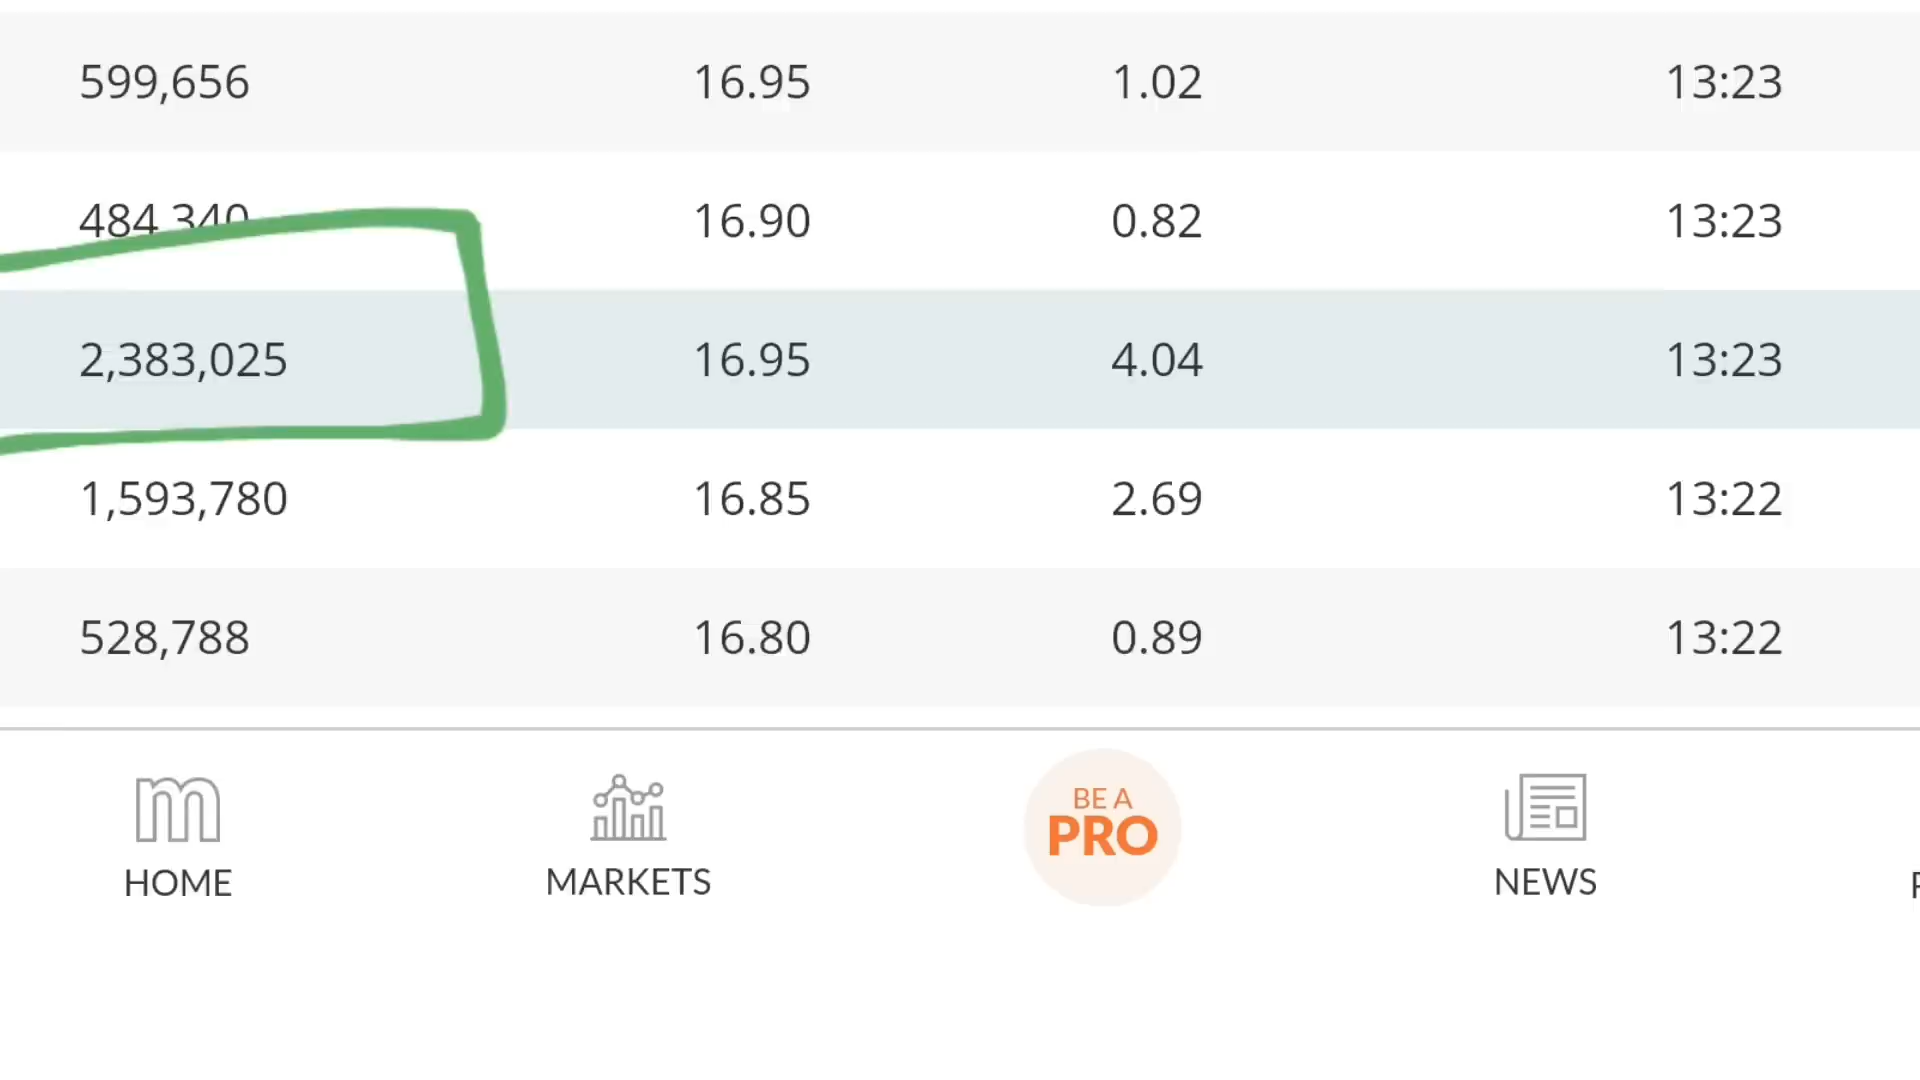 599,656 16.95 1.02 13:23
484,340 16.90 0.82 13:23
2,383,025 16.95 4.04 13:23
1,593,780 16.85 2.69 13:22
528,788 16.80 0.89 13:22
m
BE A
PRO
HOME MARKETS NEWS